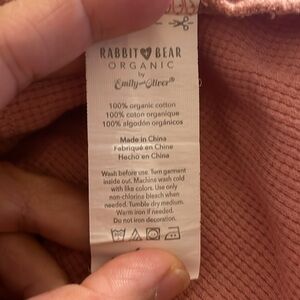 RABBIT BEAR
ORGANIC
by
Emily and Oliver®
100% organic cotton
100% coton organique
100% algodón orgánicos
Made in China
Fabriqué en Chine
Hecho en China
Wash before use. Turn garment
inside out. Machine wash cold
with like colors. Use only
non-chlorine bleach when
needed. Tumble dry medium.
Warm iron if needed.
Do not iron decoration.